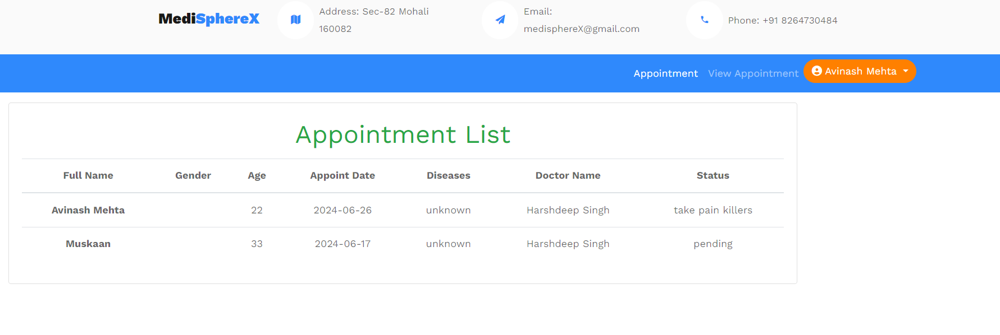 MediSphereX
Address: Sec-82 Mohali
160082
Email:
medisphereX@gmail.com
Phone: +91 8264730484
Appointment View Appointment Avinash Mehta
Appointment List
Full Name Gender Age Appoint Date Diseases Doctor Name Status
Avinash Mehta 22 2024-06-26 unknown Harshdeep Singh take pain killers
Muskaan 33 2024-06-17 unknown Harshdeep Singh pending